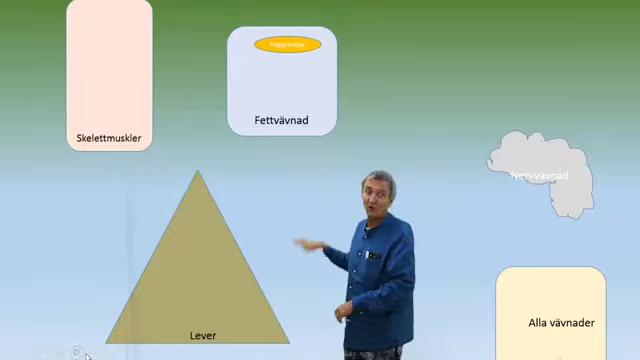 Fettvävnad
Skelettmuskler
Nervvävnad
Alla vävnader
Lever